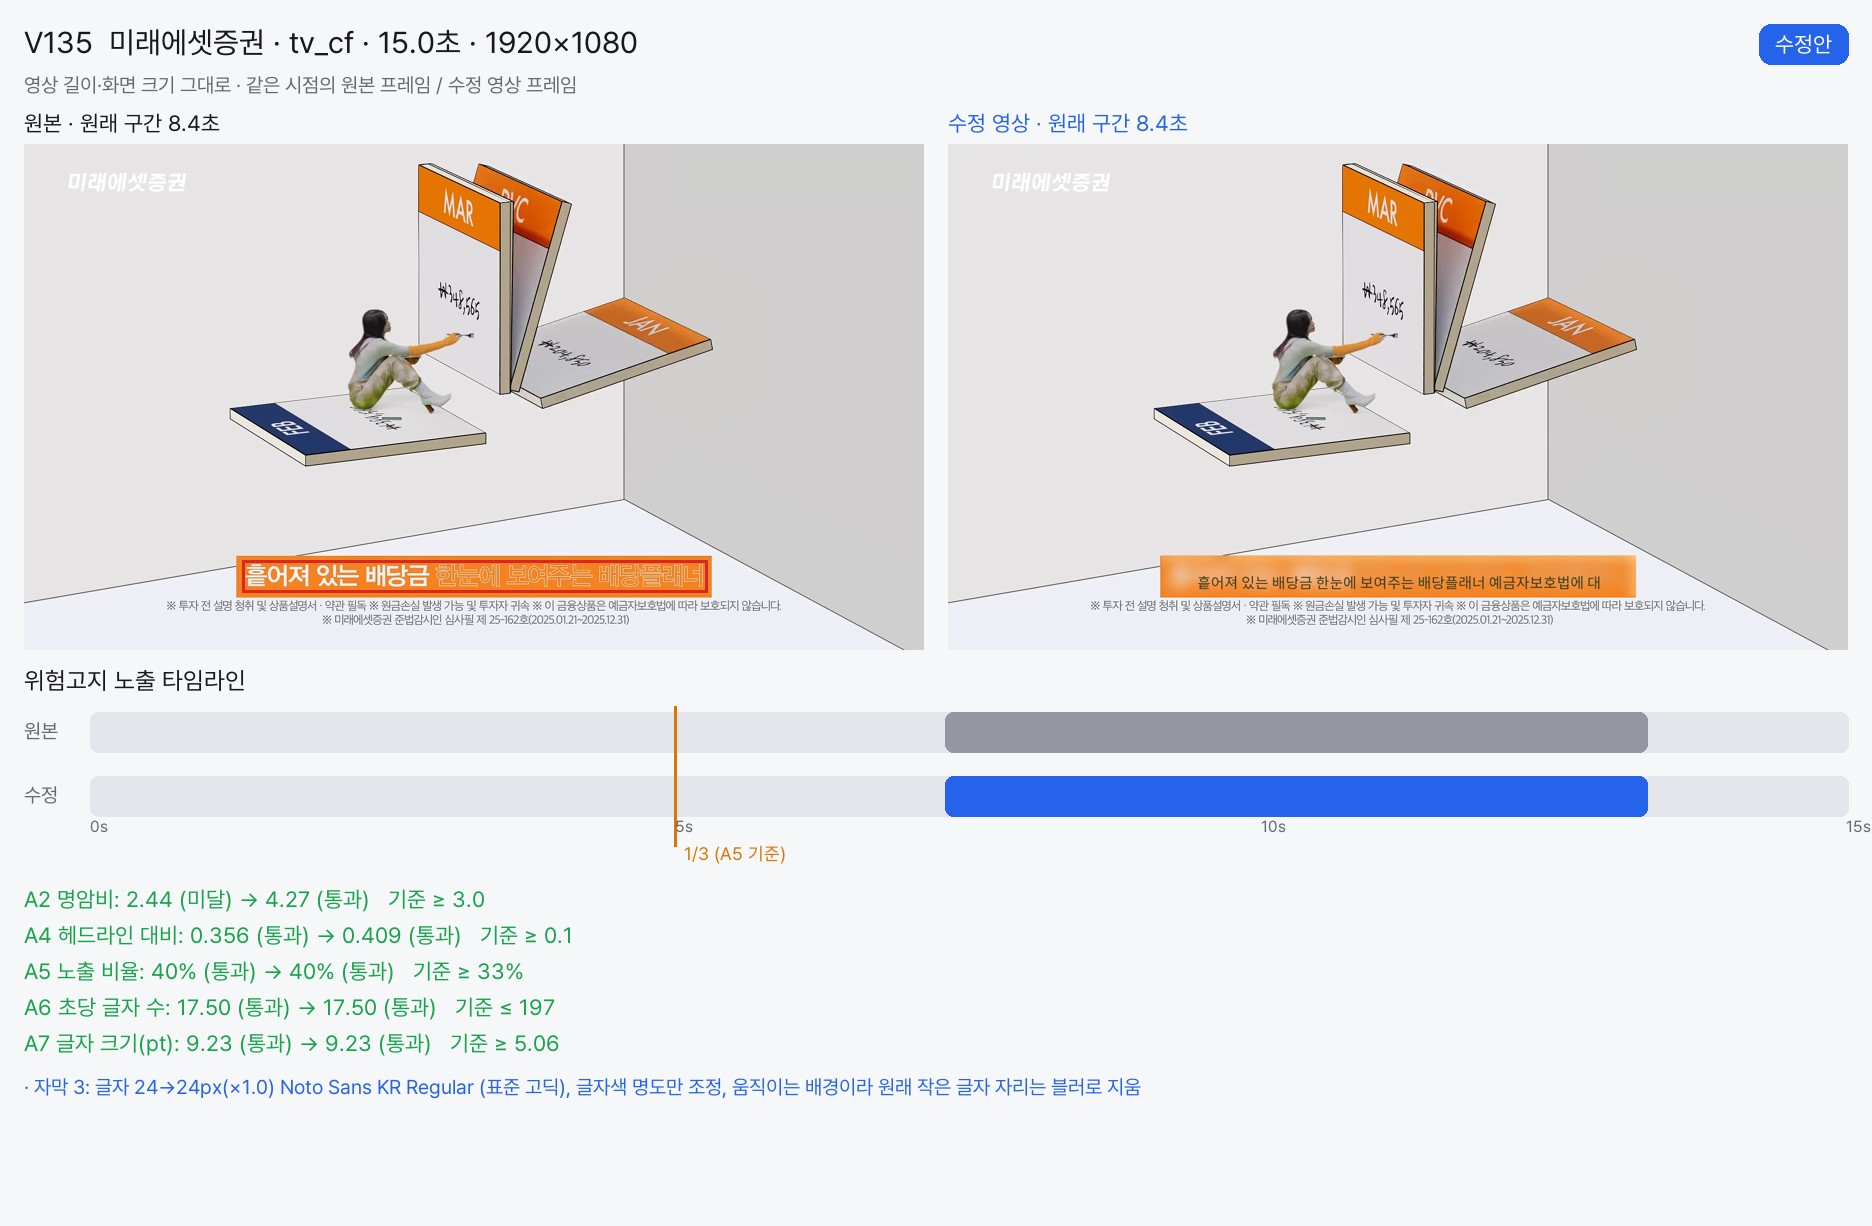 V135 미래에셋증권 · tv_cf · 15.0초 · 1920×1080
수정안
영상 길이·화면 크기 그대로 · 같은 시점의 원본 프레임 / 수정 영상 프레임
원본 · 원래 구간 8.4초
수정 영상 · 원래 구간 8.4초
미래에셋증권
MAR
₩348,565
JAN
FEB
흩어져 있는 배당금 한눈에 보여주는 배당플래너
※ 투자 전 설명 청취 및 상품설명서 · 약관 필독 ※ 원금손실 발생 가능 및 투자자 귀속 ※ 이 금융상품은 예금자보호법에 따라 보호되지 않습니다.
※ 미래에셋증권 준법감시인 심사필 제 25-162호(2025.01.21~2025.12.31)
미래에셋증권
MAR
₩348,565
JAN
FEB
흩어져 있는 배당금 한눈에 보여주는 배당플래너 예금자보호법에 대
※ 투자 전 설명 청취 및 상품설명서 · 약관 필독 ※ 원금손실 발생 가능 및 투자자 귀속 ※ 이 금융상품은 예금자보호법에 따라 보호되지 않습니다.
※ 미래에셋증권 준법감시인 심사필 제 25-162호(2025.01.21~2025.12.31)
위험고지 노출 타임라인
원본
수정
0s
5s
10s
15s
1/3 (A5 기준)
A2 명암비: 2.44 (미달) → 4.27 (통과) 기준 ≥ 3.0
A4 헤드라인 대비: 0.356 (통과) → 0.409 (통과) 기준 ≥ 0.1
A5 노출 비율: 40% (통과) → 40% (통과) 기준 ≥ 33%
A6 초당 글자 수: 17.50 (통과) → 17.50 (통과) 기준 ≤ 197
A7 글자 크기(pt): 9.23 (통과) → 9.23 (통과) 기준 ≥ 5.06
· 자막 3: 글자 24→24px(×1.0) Noto Sans KR Regular (표준 고딕), 글자색 명도만 조정, 움직이는 배경이라 원래 작은 글자 자리는 블러로 지움